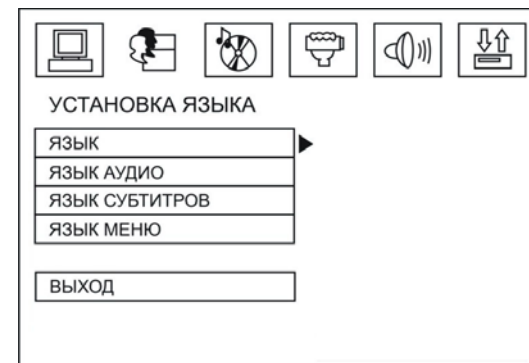 УСТАНОВКА ЯЗЫКА
ЯЗЫК
ЯЗЫК АУДИО
ЯЗЫК СУБТИТРОВ
ЯЗЫК МЕНЮ
ВЫХОД